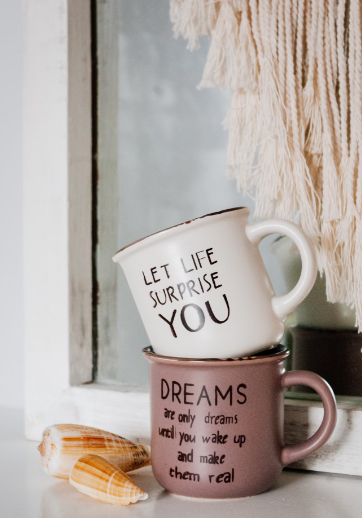 LET LIFE
SURPRISE
YOU
DREAMS
are only dreams
until you wake up
and make
them real